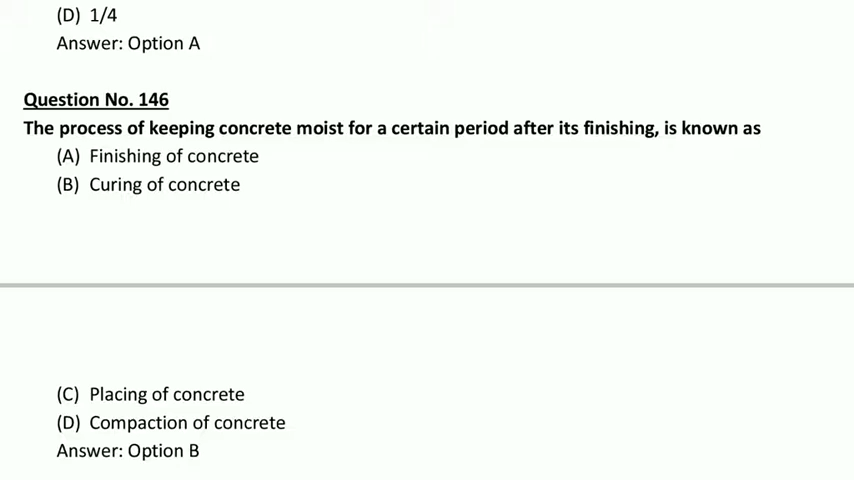 (D) 1/4
Answer: Option A
Question No. 146
The process of keeping concrete moist for a certain period after its finishing, is known as
(A) Finishing of concrete
(B) Curing of concrete
(C) Placing of concrete
(D) Compaction of concrete
Answer: Option B